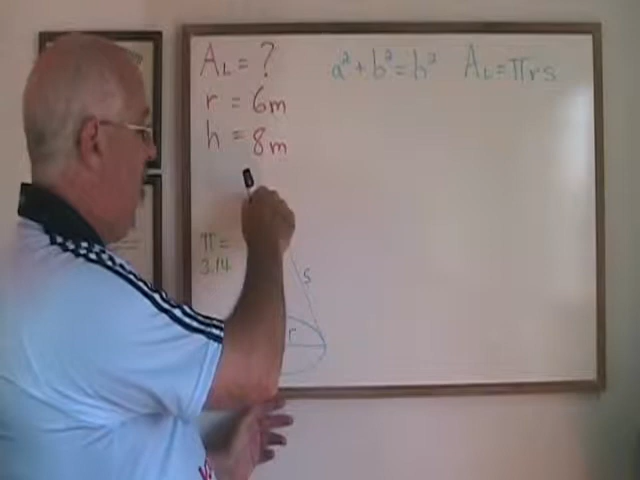 A_L = ?
r = 6m
h = 8m
a² + b² = h²
A_L = πrs
π =
3.14
s
r